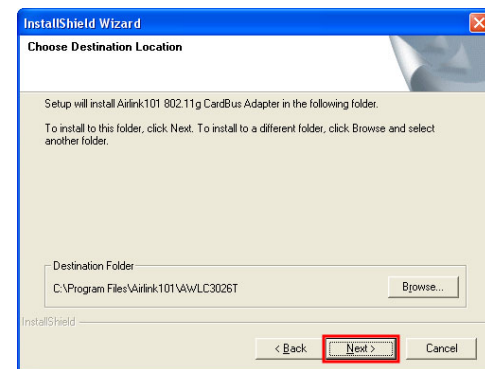 InstallShield Wizard
Choose Destination Location
Setup will install Airlink101 802.11g CardBus Adapter in the following folder.
To install to this folder, click Next. To install to a different folder, click Browse and select
another folder.
Destination Folder
C:\Program Files\Airlink101\AWLC3026T
Browse...
InstallShield
< Back
Next >
Cancel